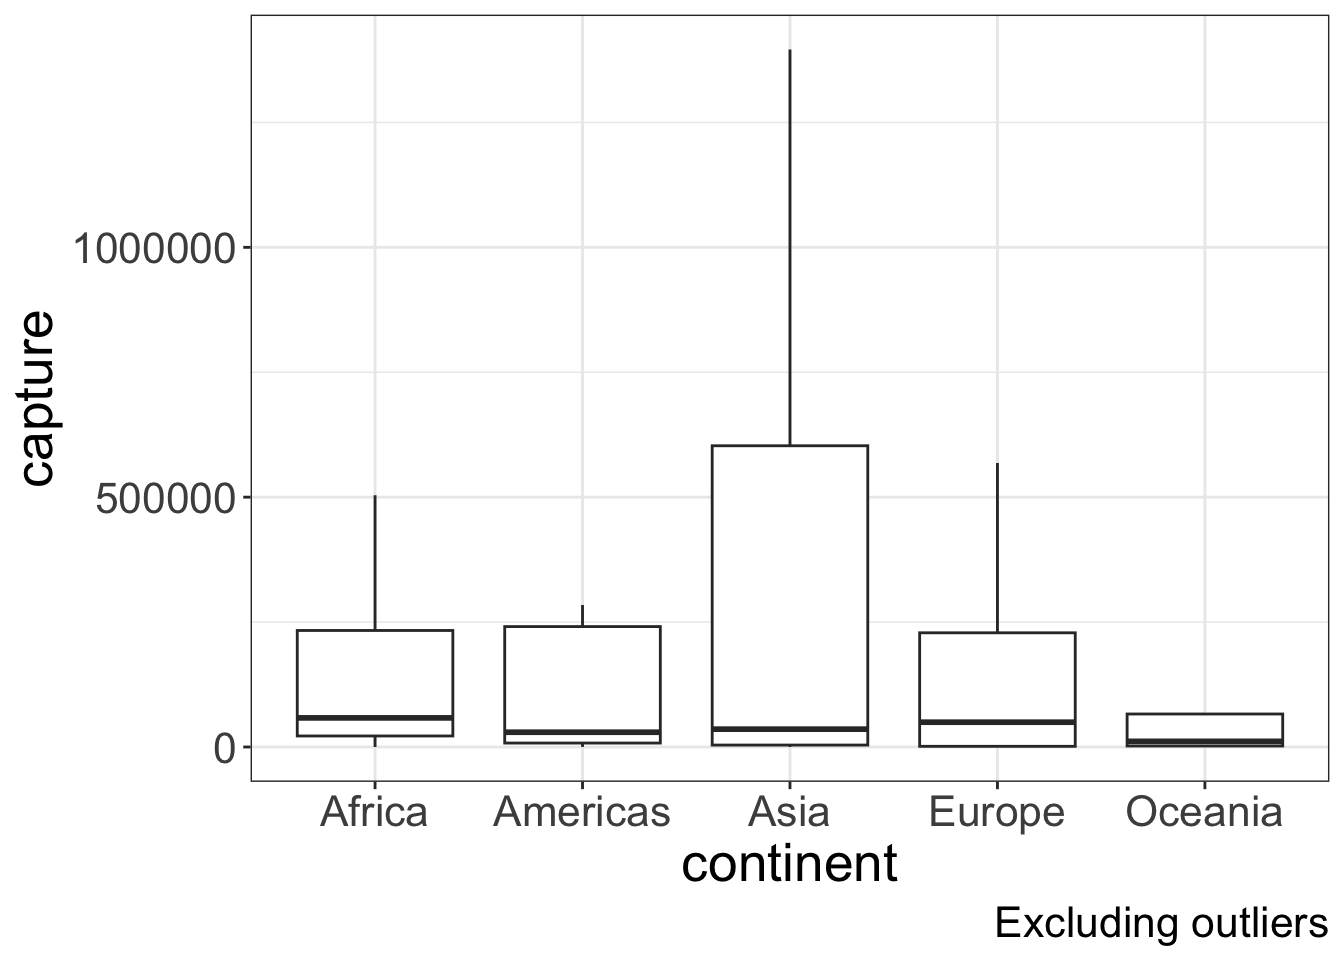 capture
1000000
500000
0
Africa Americas Asia Europe Oceania
continent
Excluding outliers